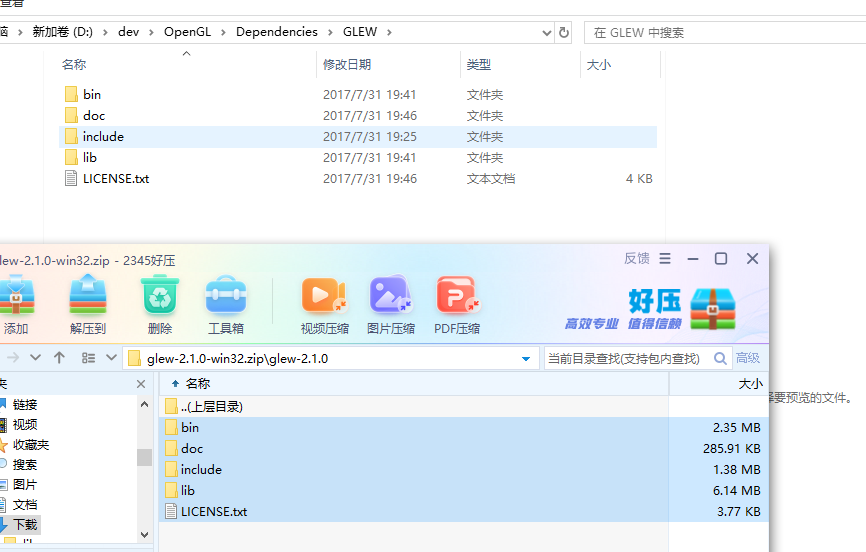 查看
脑 › 新加卷 (D:) › dev › OpenGL › Dependencies › GLEW ›
在 GLEW 中搜索
名称 修改日期 类型 大小
bin 2017/7/31 19:41 文件夹
doc 2017/7/31 19:46 文件夹
include 2017/7/31 19:25 文件夹
lib 2017/7/31 19:41 文件夹
LICENSE.txt 2017/7/31 19:46 文本文档 4 KB
glew-2.1.0-win32.zip - 2345好压
反馈
添加 解压到 删除 工具箱 视频压缩 图片压缩 PDF压缩
好压
高效专业 值得信赖
glew-2.1.0-win32.zip\glew-2.1.0
当前目录查找(支持包内查找)
高级
夹
名称 大小
链接
视频
收藏夹
搜索
图片
文档
下载
..(上层目录)
bin 2.35 MB
doc 285.91 KB
include 1.38 MB
lib 6.14 MB
LICENSE.txt 3.77 KB
择要预览的文件。